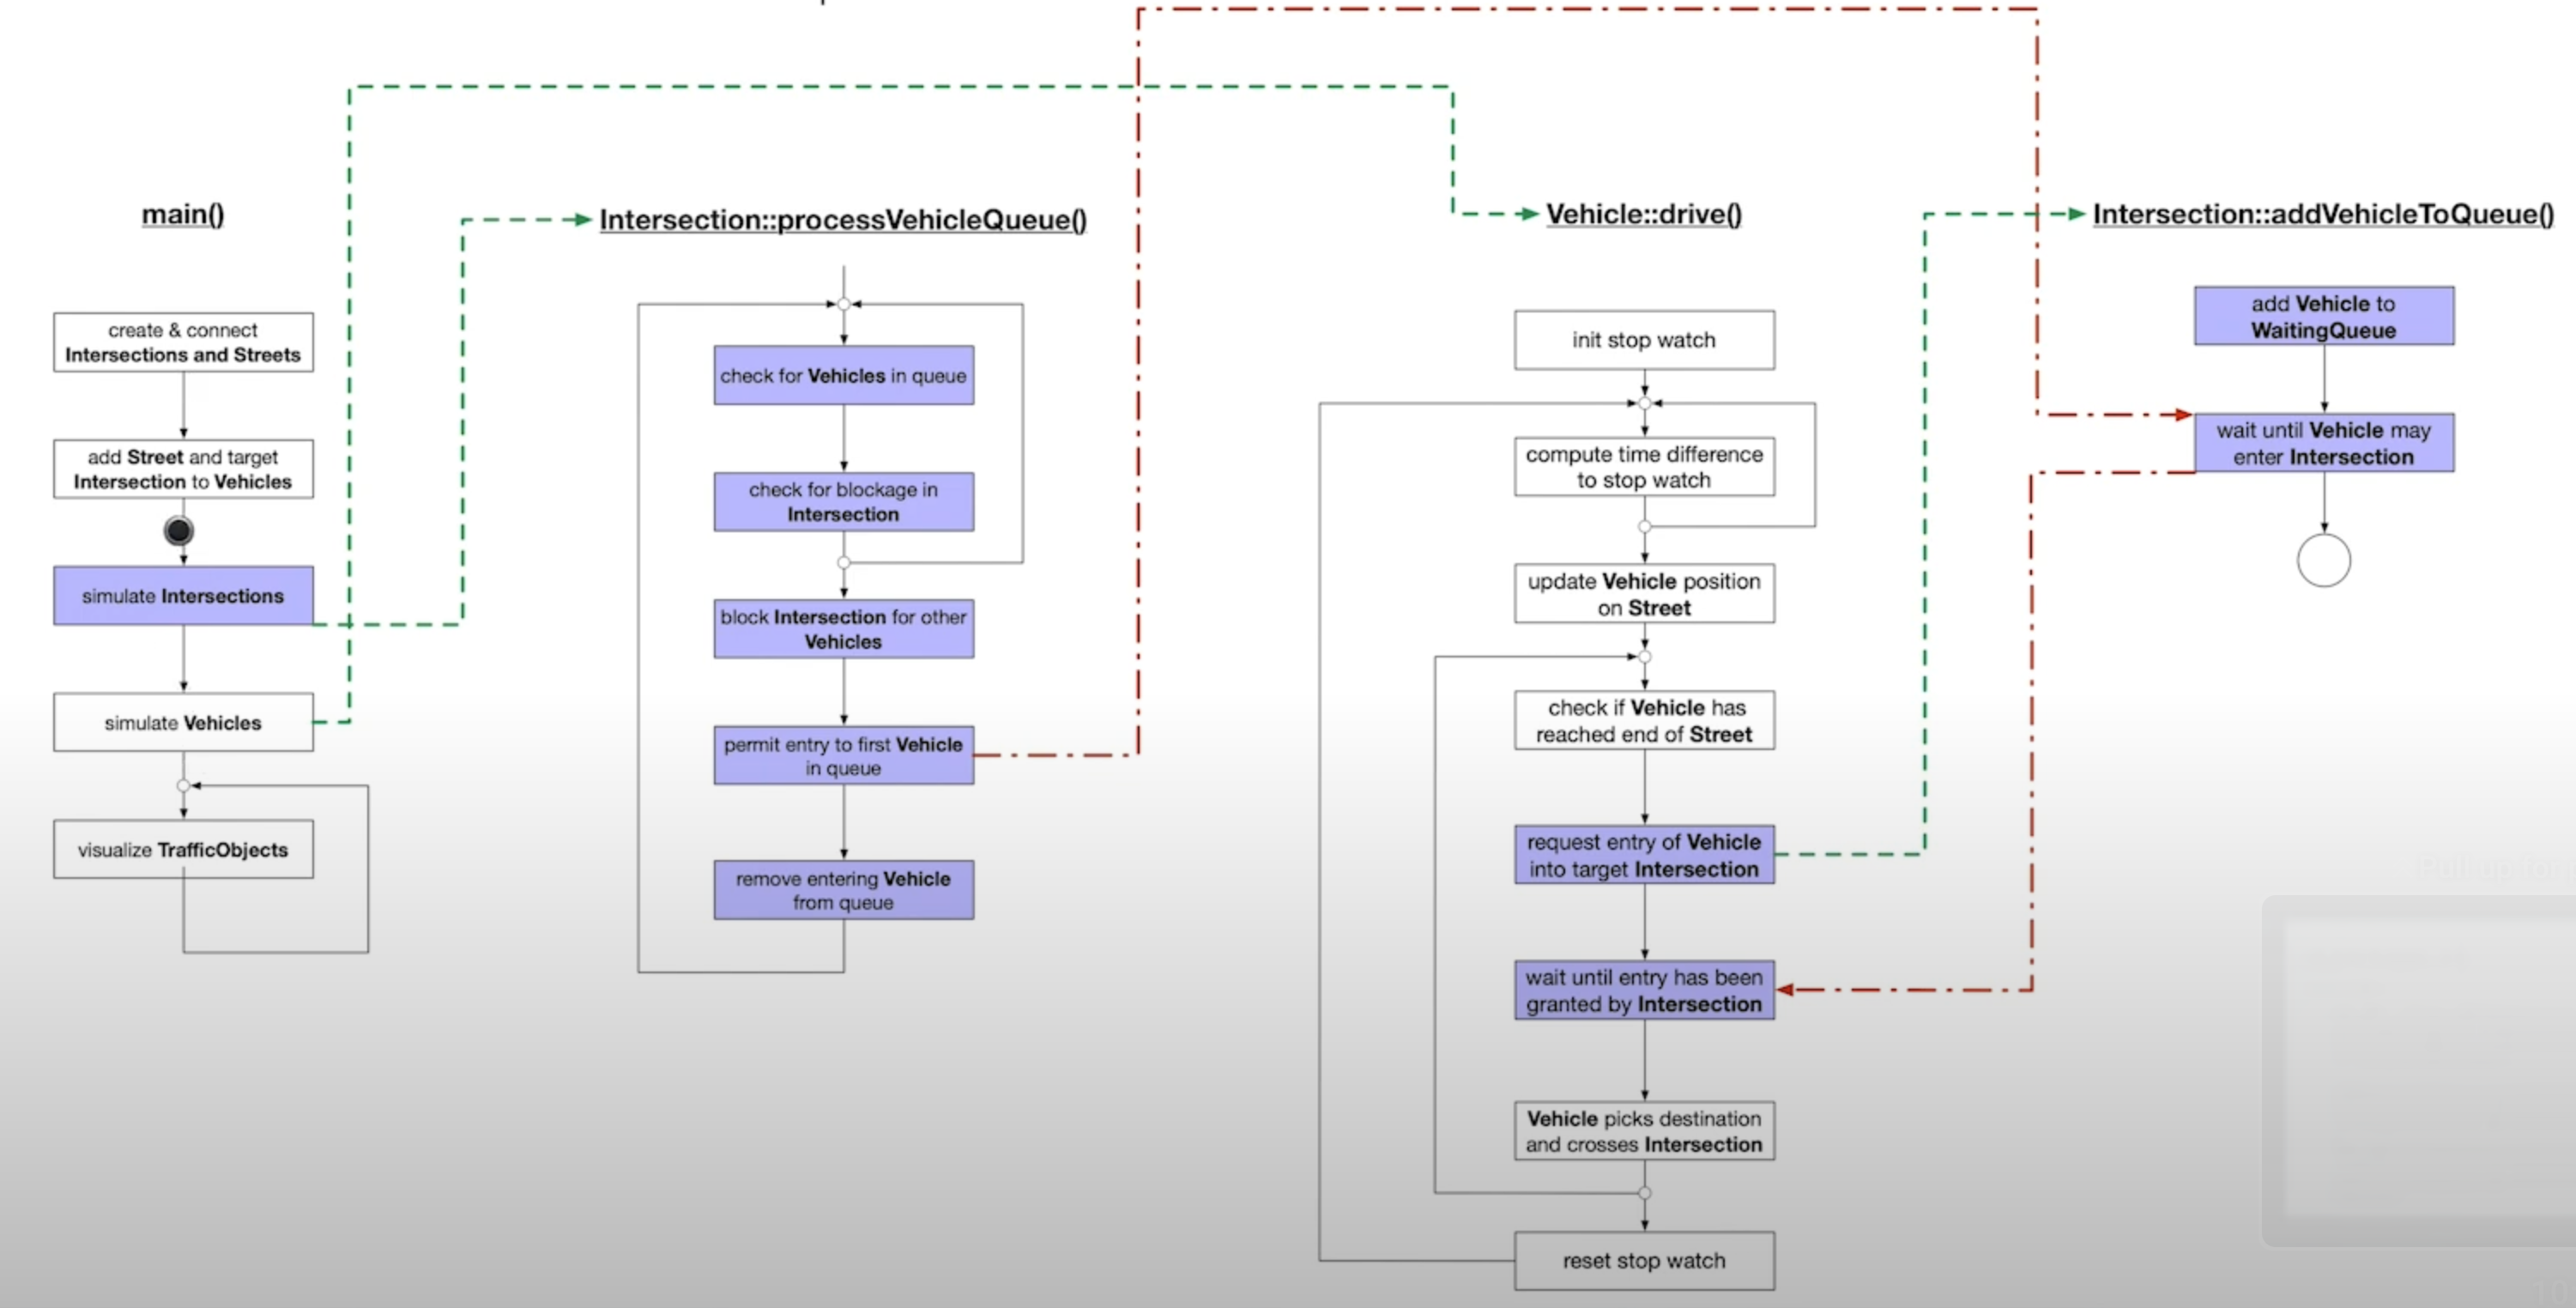 main()
create & connect
Intersections and Streets
add Street and target
Intersection to Vehicles
simulate Intersections
simulate Vehicles
visualize TrafficObjects
Intersection::processVehicleQueue()
check for Vehicles in queue
check for blockage in
Intersection
block Intersection for other
Vehicles
permit entry to first Vehicle
in queue
remove entering Vehicle
from queue
Vehicle::drive()
init stop watch
compute time difference
to stop watch
update Vehicle position
on Street
check if Vehicle has
reached end of Street
request entry of Vehicle
into target Intersection
wait until entry has been
granted by Intersection
Vehicle picks destination
and crosses Intersection
reset stop watch
Intersection::addVehicleToQueue()
add Vehicle to
WaitingQueue
wait until Vehicle may
enter Intersection